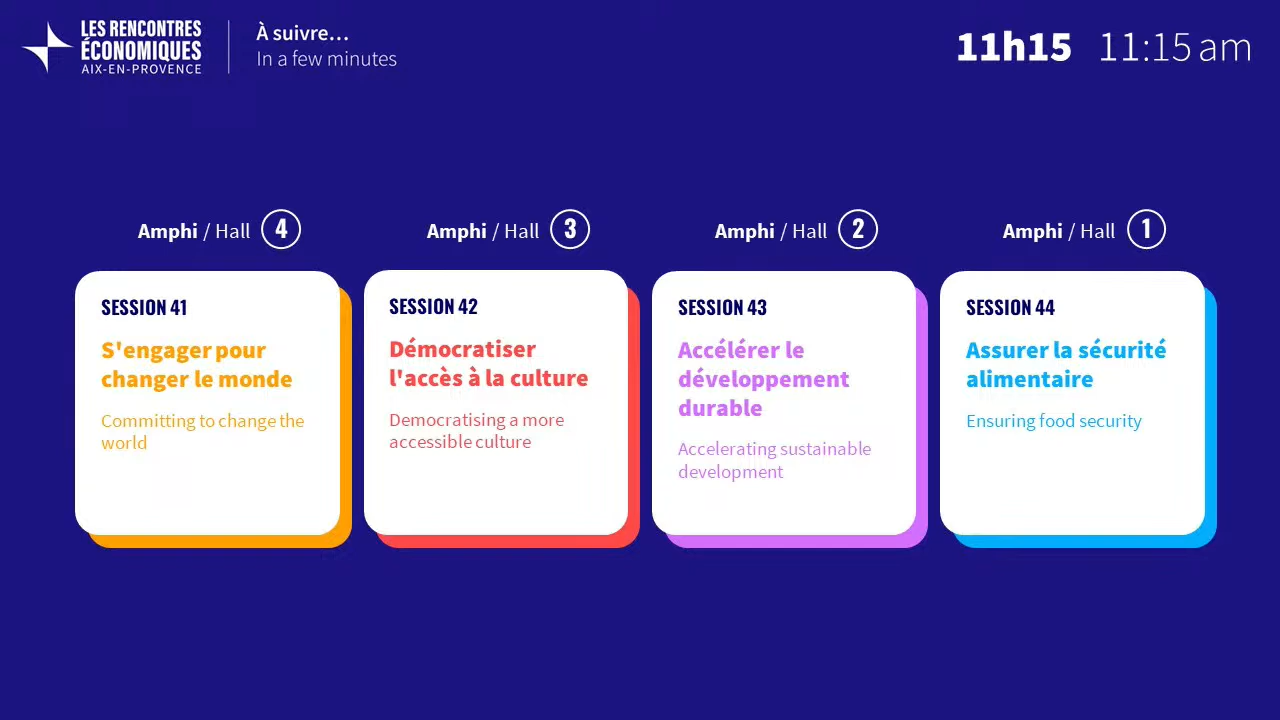 LES RENCONTRES
ÉCONOMIQUES
AIX-EN-PROVENCE
À suivre...
In a few minutes
11h15 11:15 am
Amphi / Hall 4
SESSION 41
S'engager pour
changer le monde
Committing to change the
world
Amphi / Hall 3
SESSION 42
Démocratiser
l'accès à la culture
Democratising a more
accessible culture
Amphi / Hall 2
SESSION 43
Accélérer le
développement
durable
Accelerating sustainable
development
Amphi / Hall 1
SESSION 44
Assurer la sécurité
alimentaire
Ensuring food security